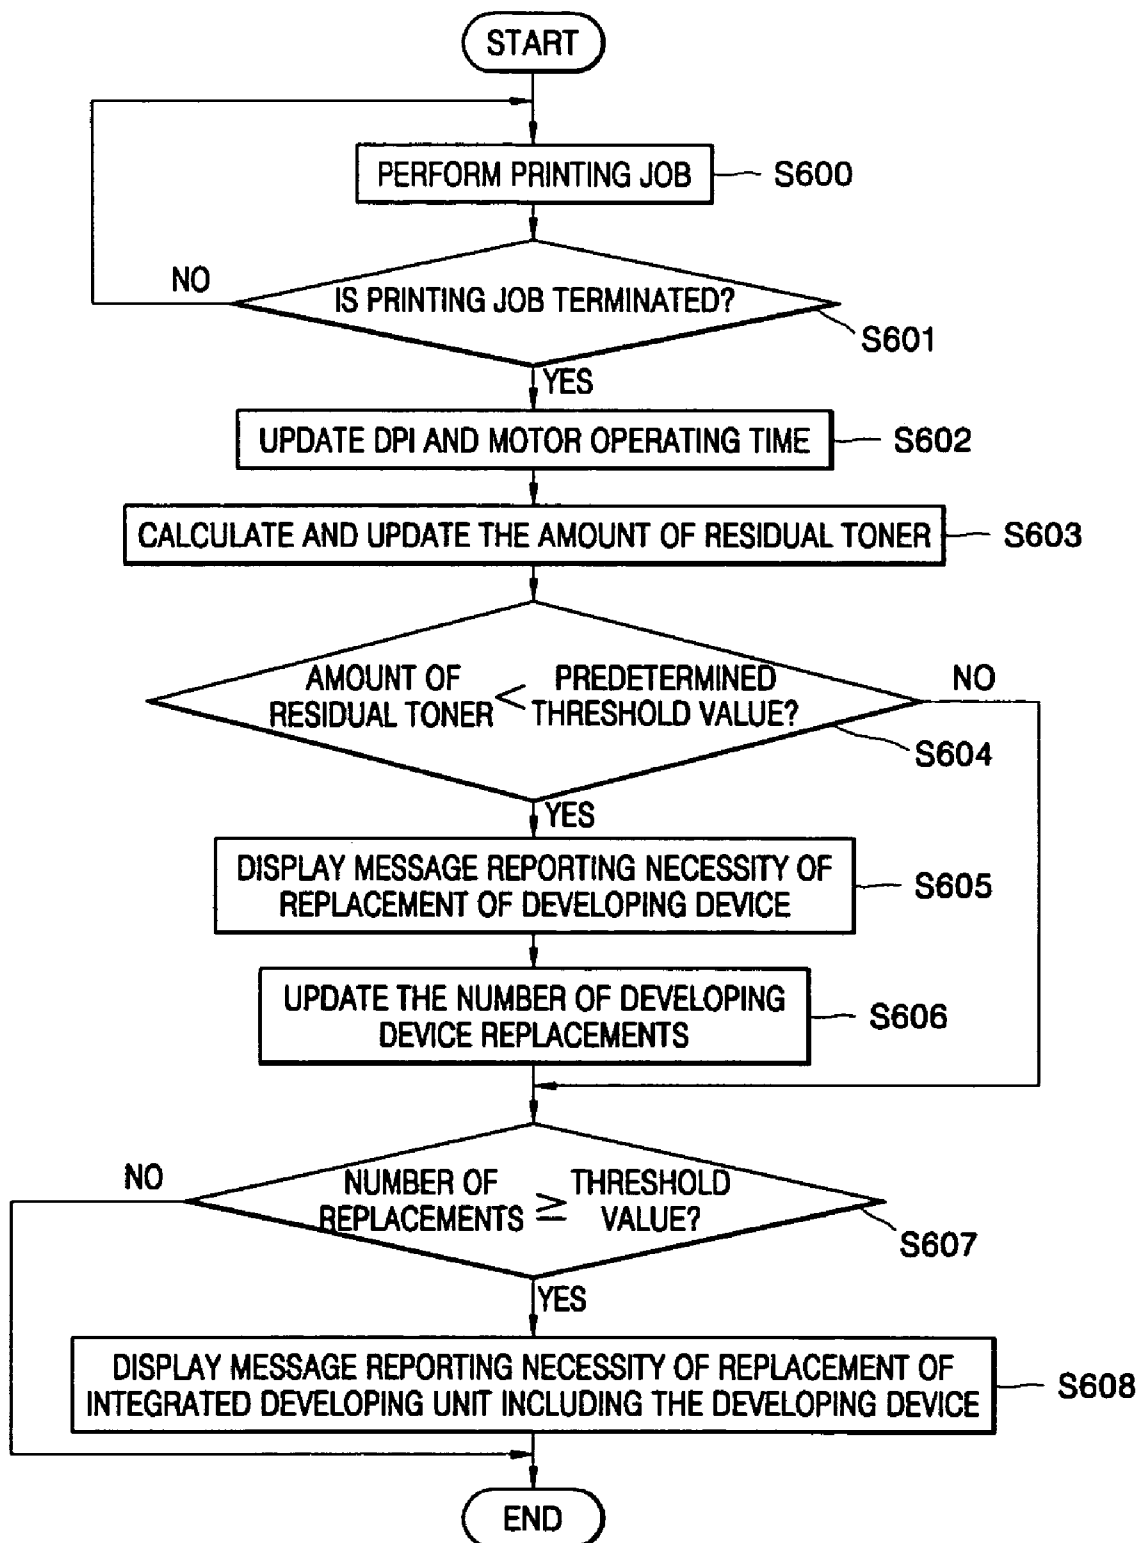 START
PERFORM PRINTING JOB
S600
NO
IS PRINTING JOB TERMINATED?
S601
YES
UPDATE DPI AND MOTOR OPERATING TIME
S602
CALCULATE AND UPDATE THE AMOUNT OF RESIDUAL TONER
S603
AMOUNT OF RESIDUAL TONER < PREDETERMINED THRESHOLD VALUE?
NO
S604
YES
DISPLAY MESSAGE REPORTING NECESSITY OF
REPLACEMENT OF DEVELOPING DEVICE
S605
UPDATE THE NUMBER OF DEVELOPING
DEVICE REPLACEMENTS
S606
NO
NUMBER OF REPLACEMENTS ≥ THRESHOLD VALUE?
S607
YES
DISPLAY MESSAGE REPORTING NECESSITY OF REPLACEMENT OF
INTEGRATED DEVELOPING UNIT INCLUDING THE DEVELOPING DEVICE
S608
END